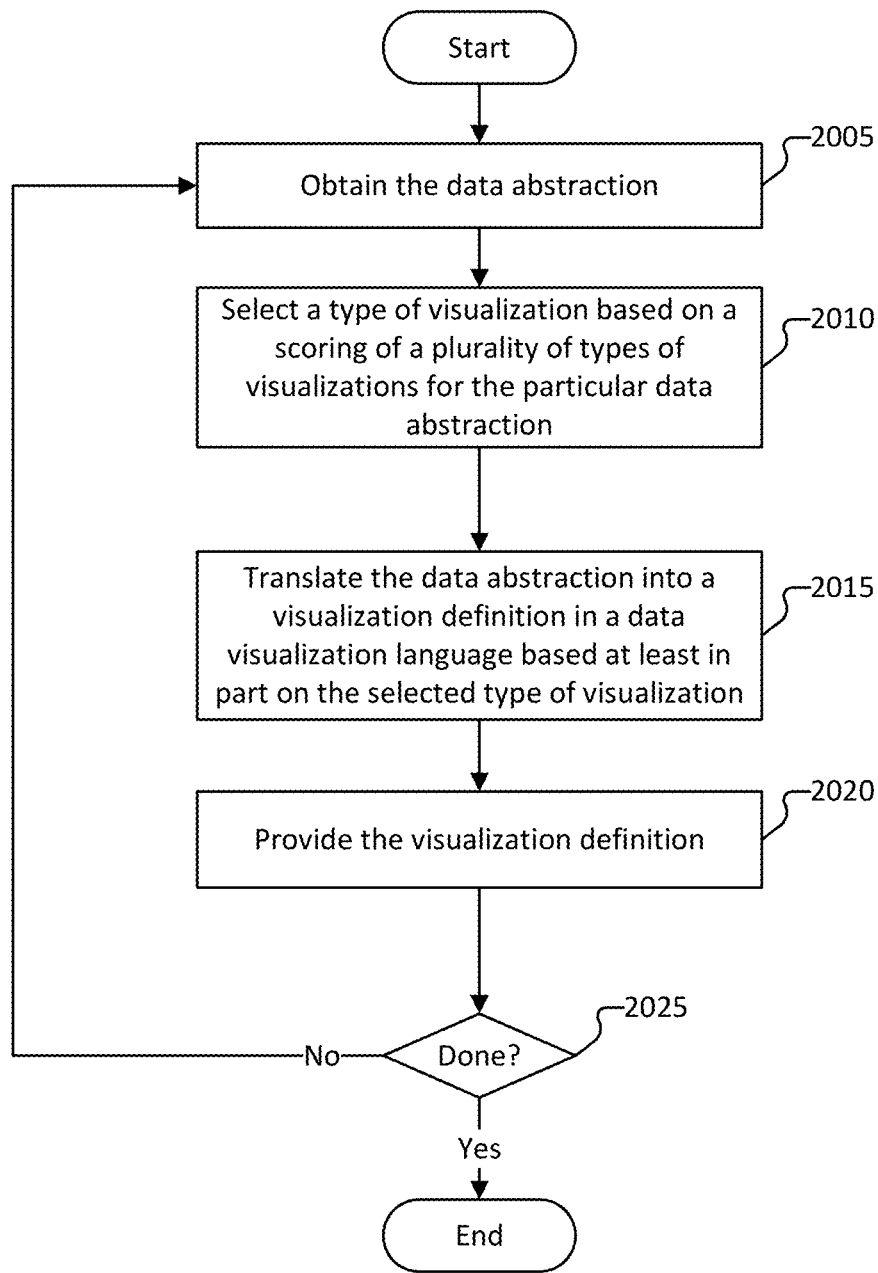 Start
2005
Obtain the data abstraction
2010
Select a type of visualization based on a
scoring of a plurality of types of
visualizations for the particular data
abstraction
2015
Translate the data abstraction into a
visualization definition in a data
visualization language based at least in
part on the selected type of visualization
2020
Provide the visualization definition
2025
Done?
No
Yes
End